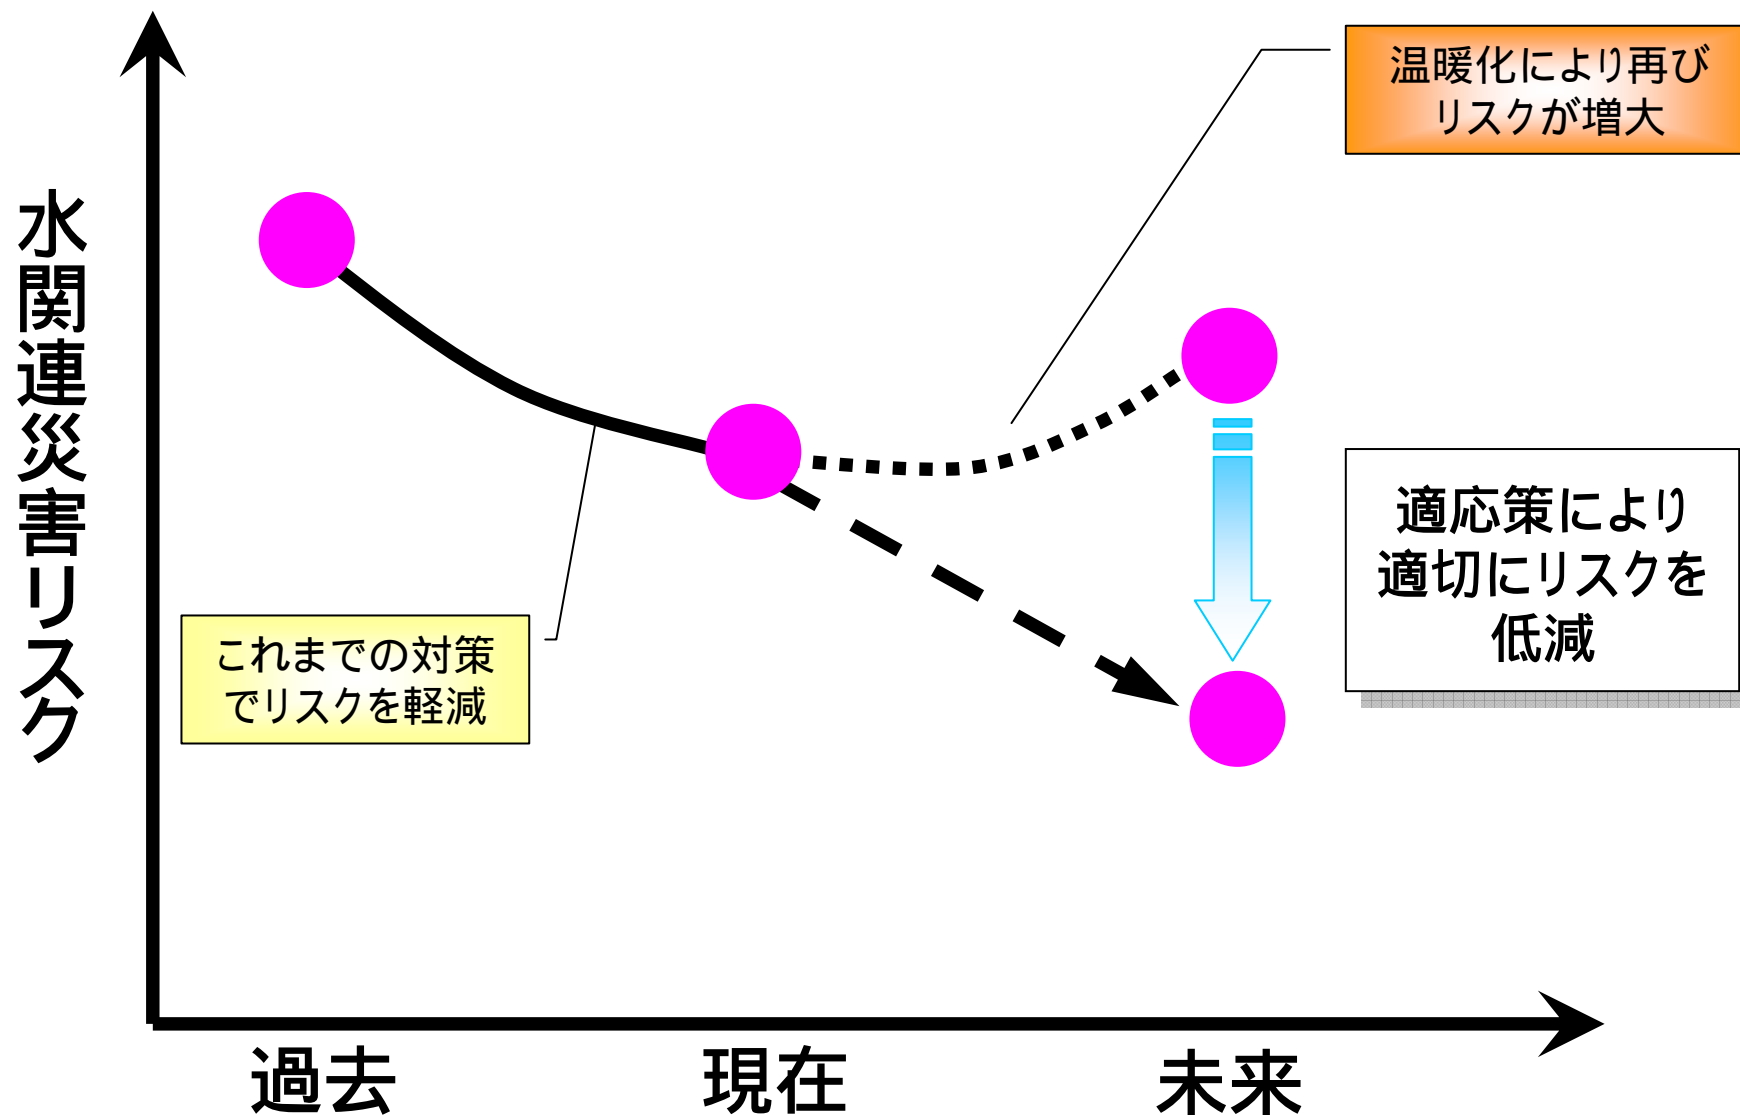 温暖化により再び
リスクが増大
水関連災害リスク
適応策により
適切にリスクを
低減
これまでの対策
でリスクを軽減
過去
現在
未来